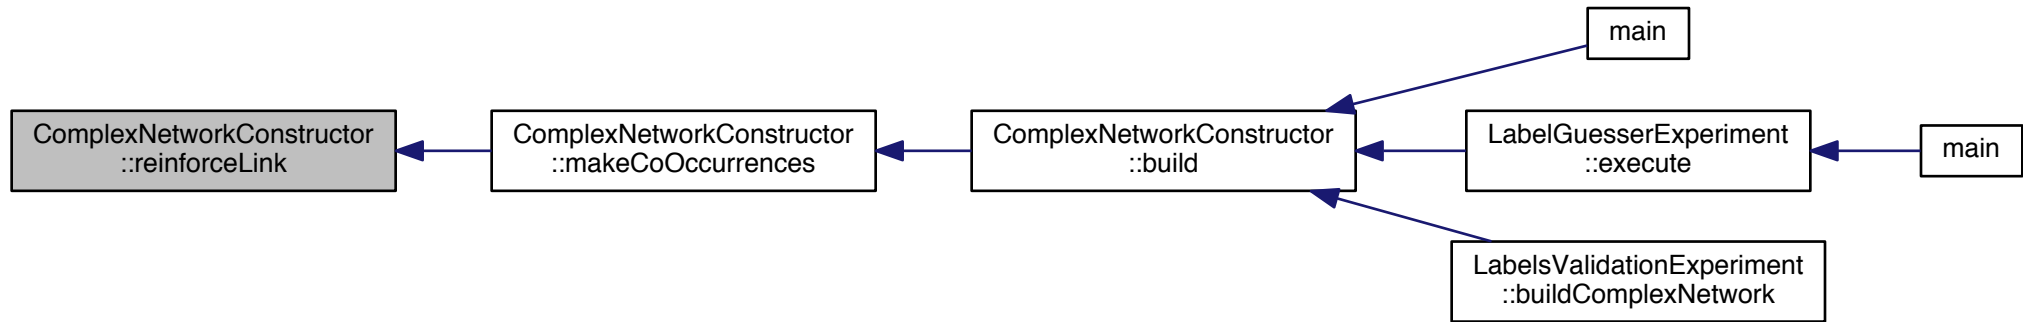 ComplexNetworkConstructor
::reinforceLink
ComplexNetworkConstructor
::makeCoOccurrences
ComplexNetworkConstructor
::build
main
LabelGuesserExperiment
::execute
main
LabelsValidationExperiment
::buildComplexNetwork